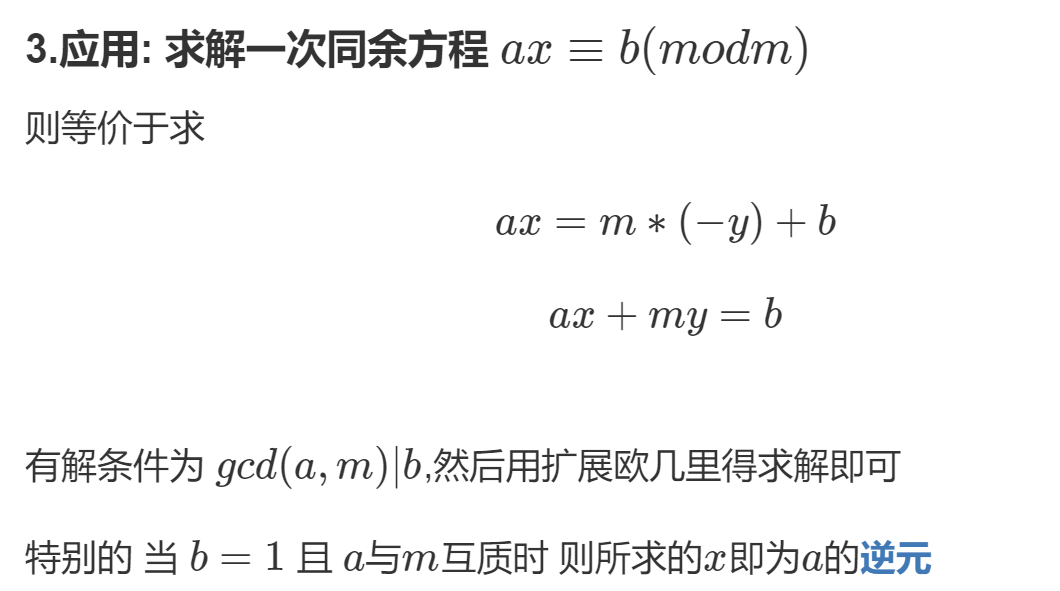 3.应用: 求解一次同余方程 ax ≡ b(modm)
则等价于求
ax = m ∗ (−y) + b
ax + my = b
有解条件为 gcd(a, m)|b,然后用扩展欧几里得求解即可
特别的 当 b = 1 且 a与m互质时 则所求的x即为a的逆元